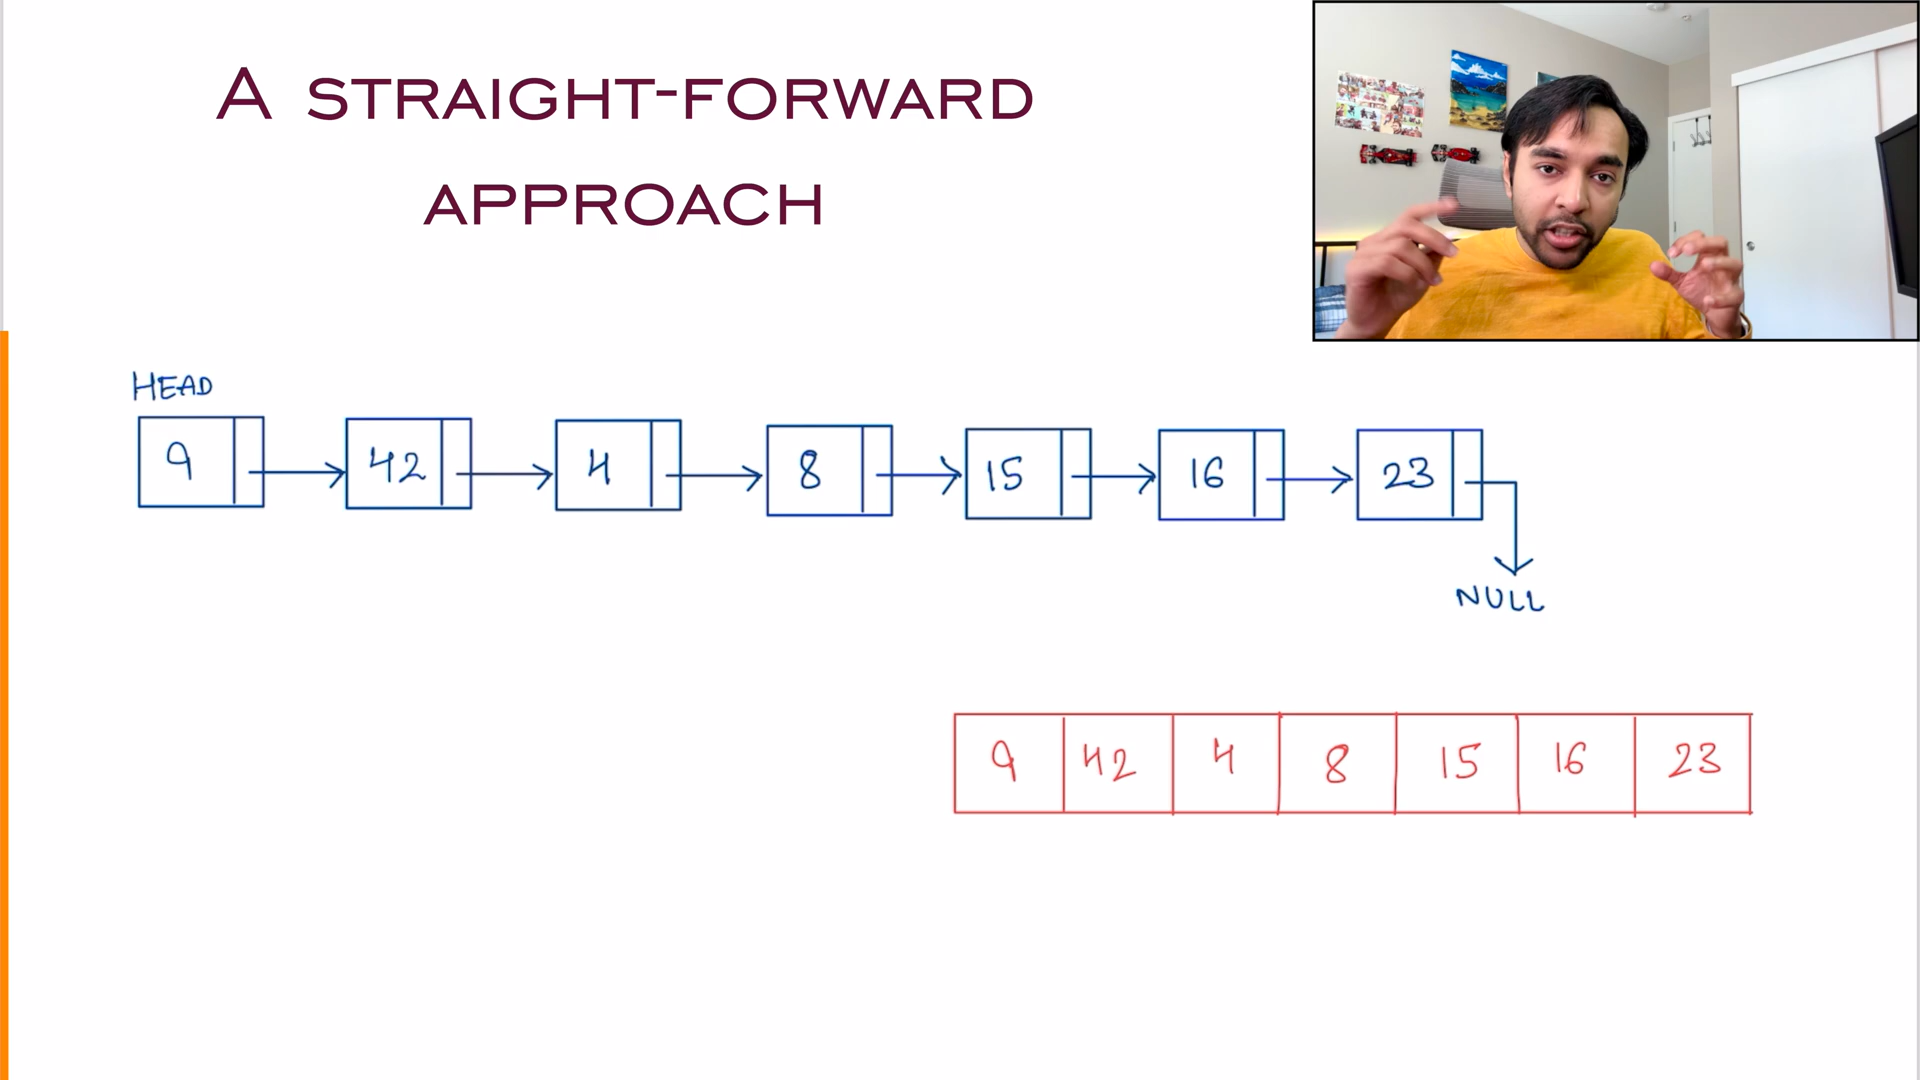 A STRAIGHT-FORWARD
APPROACH
HEAD
9 42 4 8 15 16 23
NULL
9 42 4 8 15 16 23